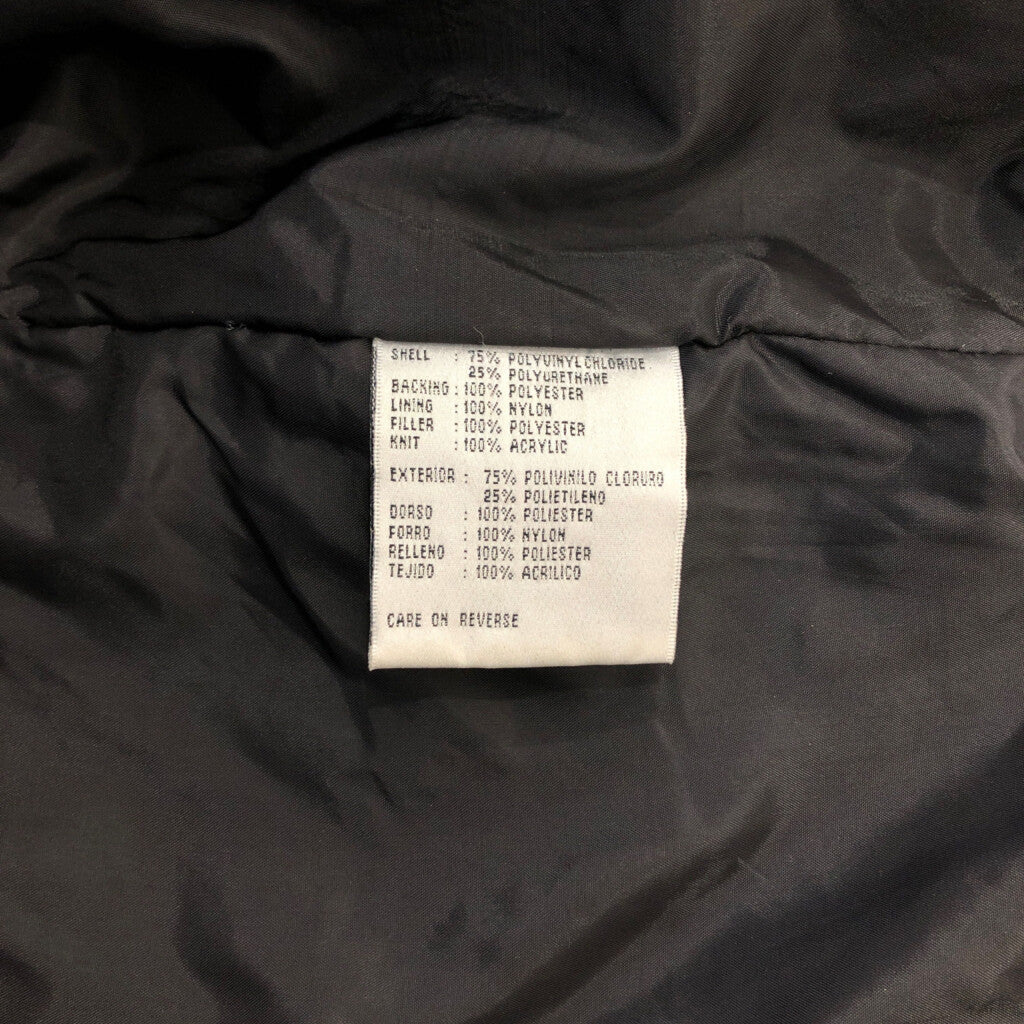 SHELL : 75% POLYVINYLCHLORIDE
25% POLYURETHANE
BACKING : 100% POLYESTER
LINING : 100% NYLON
FILLER : 100% POLYESTER
KNIT : 100% ACRYLIC
EXTERIOR : 75% POLIVINILO CLORURO
25% POLIETILENO
DORSO : 100% POLIESTER
FORRO : 100% NYLON
RELLENO : 100% POLIESTER
TEJIDO : 100% ACRILICO
CARE ON REVERSE